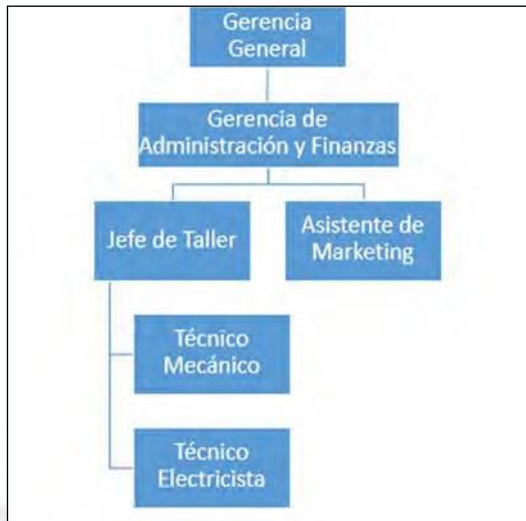 Gerencia
General
Gerencia de
Administración y Finanzas
Jefe de Taller
Asistente de
Marketing
Técnico
Mecánico
Técnico
Electricista